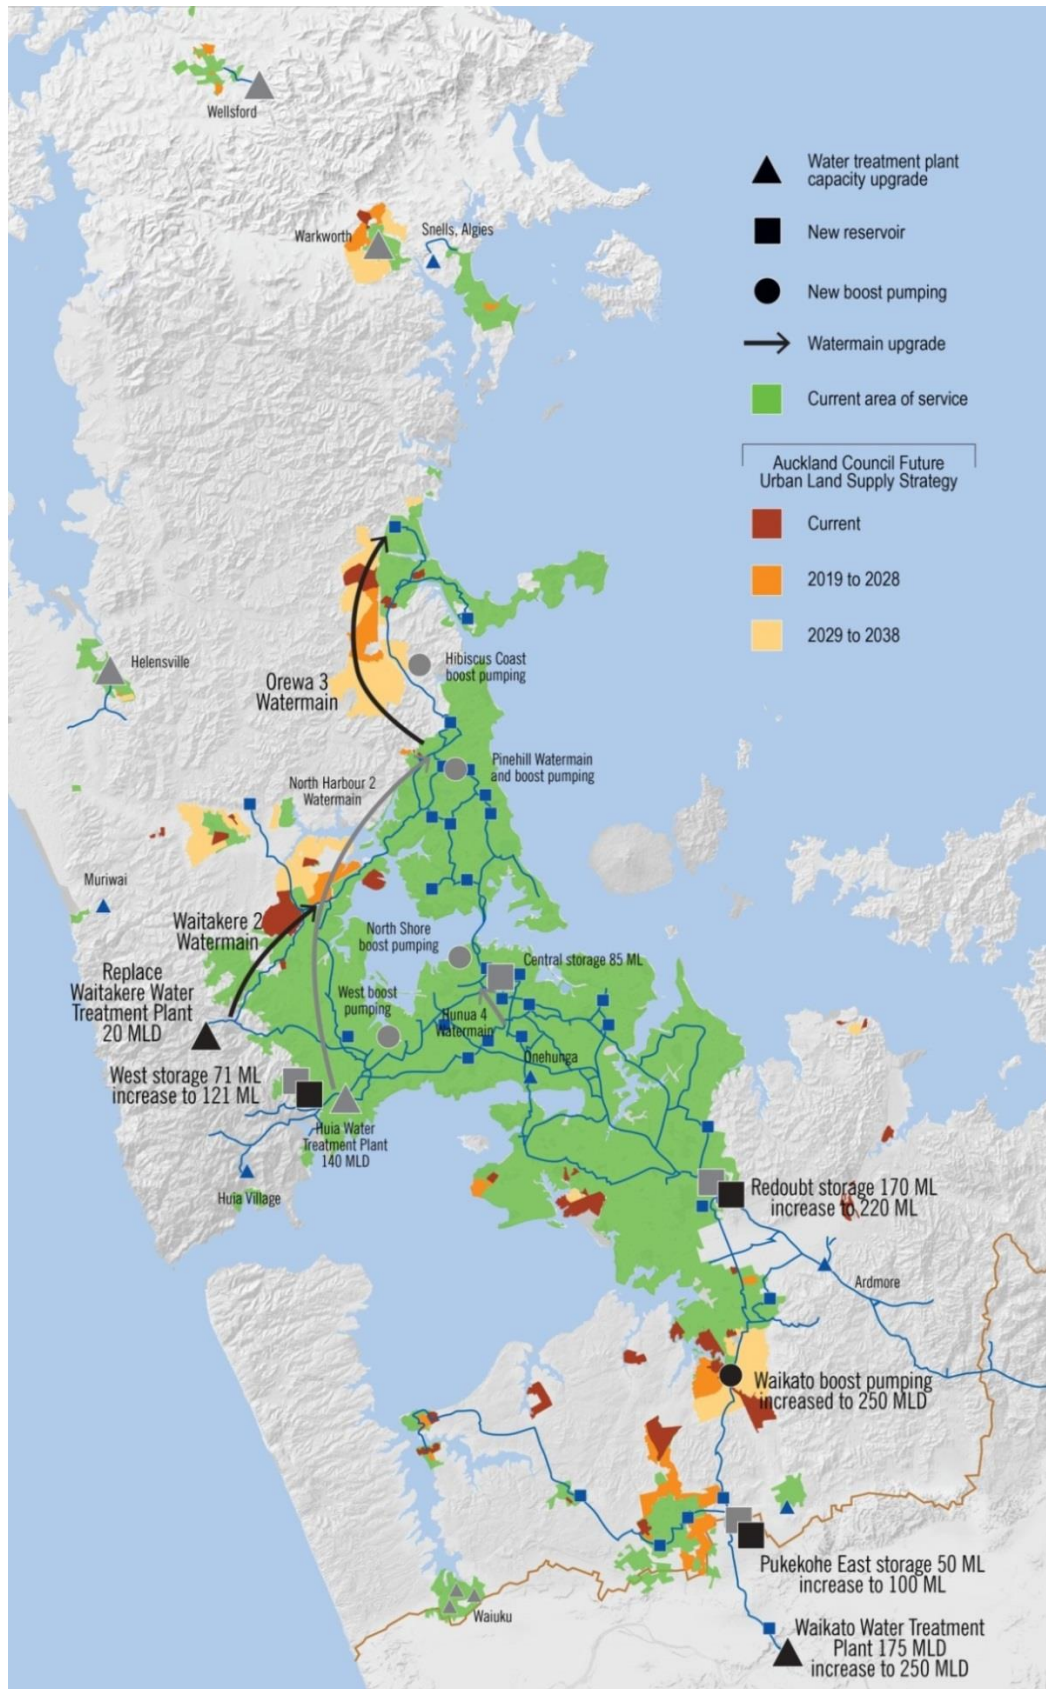 Wellsford
Water treatment plant
capacity upgrade
New reservoir
Warkworth
Snells, Algies
New boost pumping
Watermain upgrade
Current area of service
Auckland Council Future
Urban Land Supply Strategy
Current
2019 to 2028
2029 to 2038
Helensville
Hibiscus Coast
boost pumping
Orewa 3
Watermain
Pinehill Watermain
and boost pumping
North Harbour 2
Watermain
Muriwai
Waitakere 2
Watermain
North Shore
boost pumping
Central storage 85 ML
Replace
Waitakere Water
Treatment Plant
20 MLD
West boost
pumping
Hunua 4
Watermain
Onehunga
West storage 71 ML
increase to 121 ML
Huia Water
Treatment Plant
140 MLD
Huia Village
Redoubt storage 170 ML
increase to 220 ML
Ardmore
Waikato boost pumping
increased to 250 MLD
Pukekohe East storage 50 ML
increase to 100 ML
Waiuku
Waikato Water Treatment
Plant 175 MLD
increase to 250 MLD